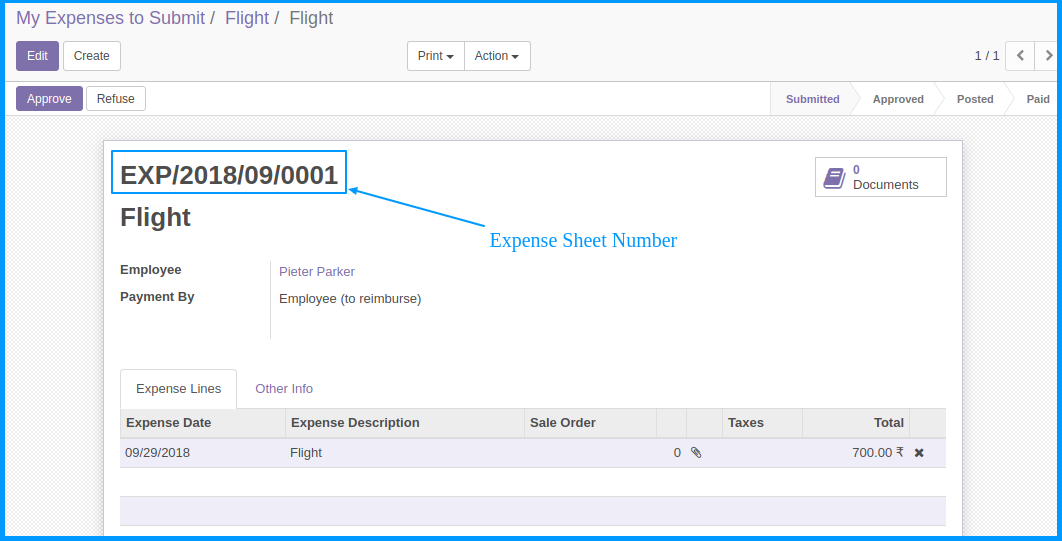 My Expenses to Submit / Flight / Flight
Edit Create Print Action 1 / 1
Approve Refuse Submitted Approved Posted Paid
EXP/2018/09/0001
0
Documents
Flight
Expense Sheet Number
Employee Pieter Parker
Payment By Employee (to reimburse)
Expense Lines Other Info
Expense Date Expense Description Sale Order Taxes Total
09/29/2018 Flight 0 700.00 ₹